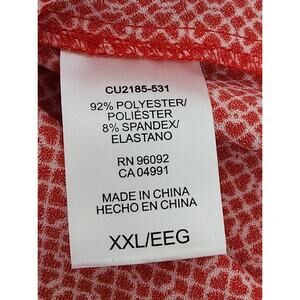 CU2185-531
92% POLYESTER/
POLIÉSTER
8% SPANDEX/
ELASTANO
RN 96092
CA 04991
MADE IN CHINA
HECHO EN CHINA
XXL/EEG